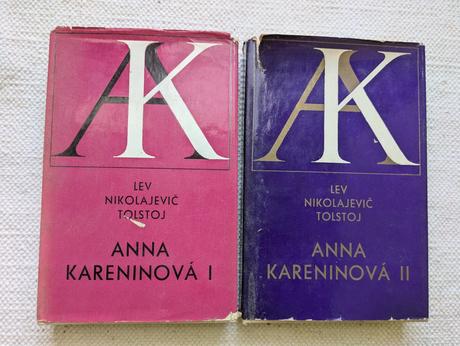 AK
LEV
NIKOLAJEVIČ
TOLSTOJ
ANNA
KARENINOVÁ I
AK
LEV
NIKOLAJEVIČ
TOLSTOJ
ANNA
KARENINOVÁ II